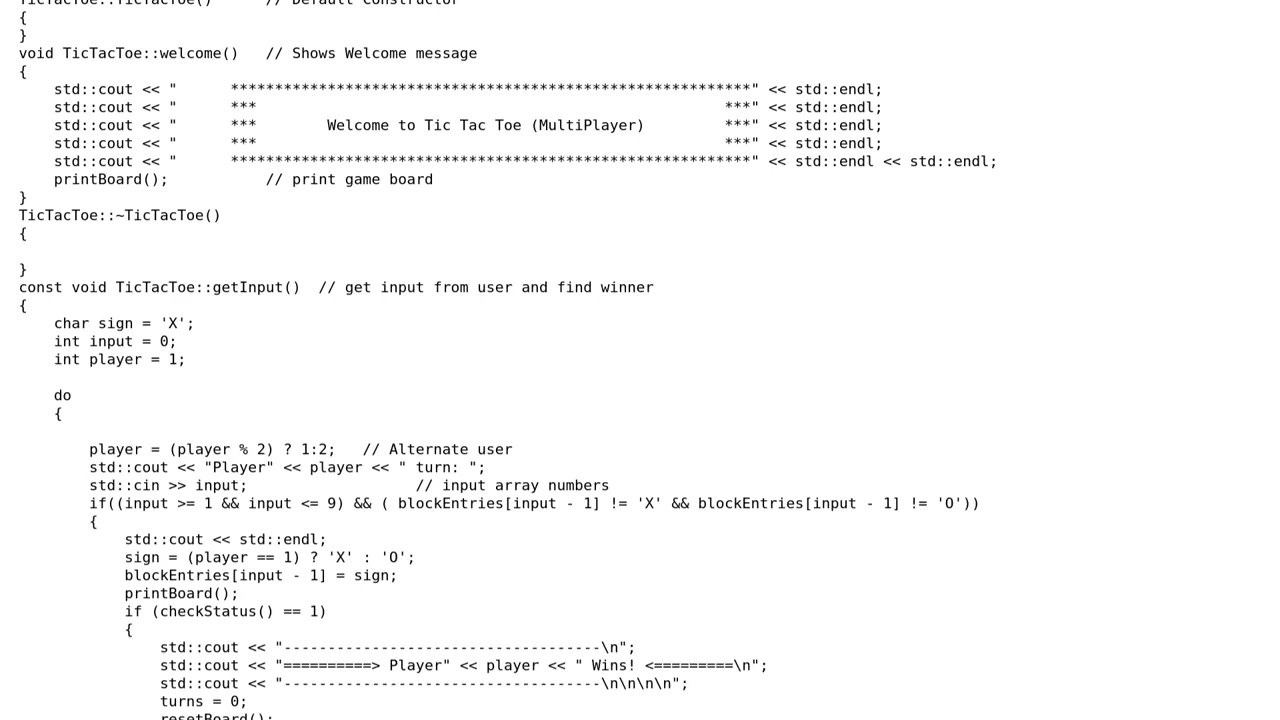 TicTacToe::TicTacToe()      // Default Constructor
{
}
void TicTacToe::welcome()   // Shows Welcome message
{
    std::cout << "      ***********************************************************" << std::endl;
    std::cout << "      ***                                                     ***" << std::endl;
    std::cout << "      ***        Welcome to Tic Tac Toe (MultiPlayer)         ***" << std::endl;
    std::cout << "      ***                                                     ***" << std::endl;
    std::cout << "      ***********************************************************" << std::endl << std::endl;
    printBoard();           // print game board
}
TicTacToe::~TicTacToe()
{

}
const void TicTacToe::getInput()  // get input from user and find winner
{
    char sign = 'X';
    int input = 0;
    int player = 1;

    do
    {

        player = (player % 2) ? 1:2;   // Alternate user
        std::cout << "Player" << player << " turn: ";
        std::cin >> input;                   // input array numbers
        if((input >= 1 && input <= 9) && ( blockEntries[input - 1] != 'X' && blockEntries[input - 1] != 'O'))
        {
            std::cout << std::endl;
            sign = (player == 1) ? 'X' : 'O';
            blockEntries[input - 1] = sign;
            printBoard();
            if (checkStatus() == 1)
            {
                std::cout << "------------------------------------\n";
                std::cout << "==========> Player" << player << " Wins! <=========\n";
                std::cout << "------------------------------------\n\n\n\n";
                turns = 0;
                resetBoard();